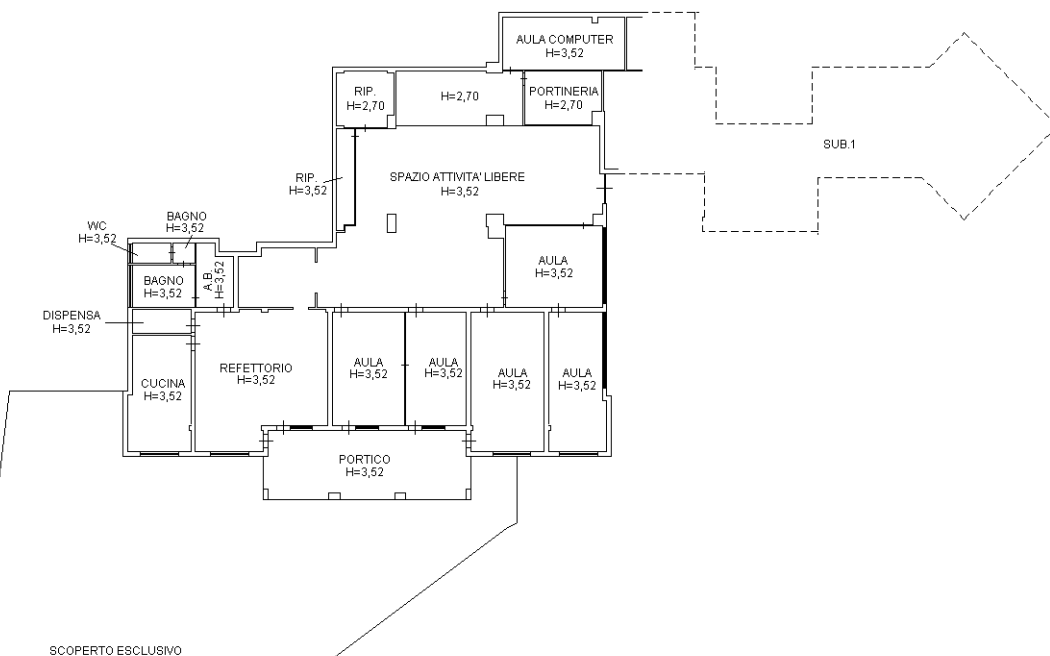 AULA COMPUTER
H=3,52
RIP.
H=2,70
H=2,70
PORTINERIA
H=2,70
SUB.1
RIP.
H=3,52
SPAZIO ATTIVITA' LIBERE
H=3,52
WC
H=3,52
BAGNO
H=3,52
BAGNO
H=3,52
A.B.
H=3,52
AULA
H=3,52
DISPENSA
H=3,52
CUCINA
H=3,52
REFETTORIO
H=3,52
AULA
H=3,52
AULA
H=3,52
AULA
H=3,52
AULA
H=3,52
PORTICO
H=3,52
SCOPERTO ESCLUSIVO